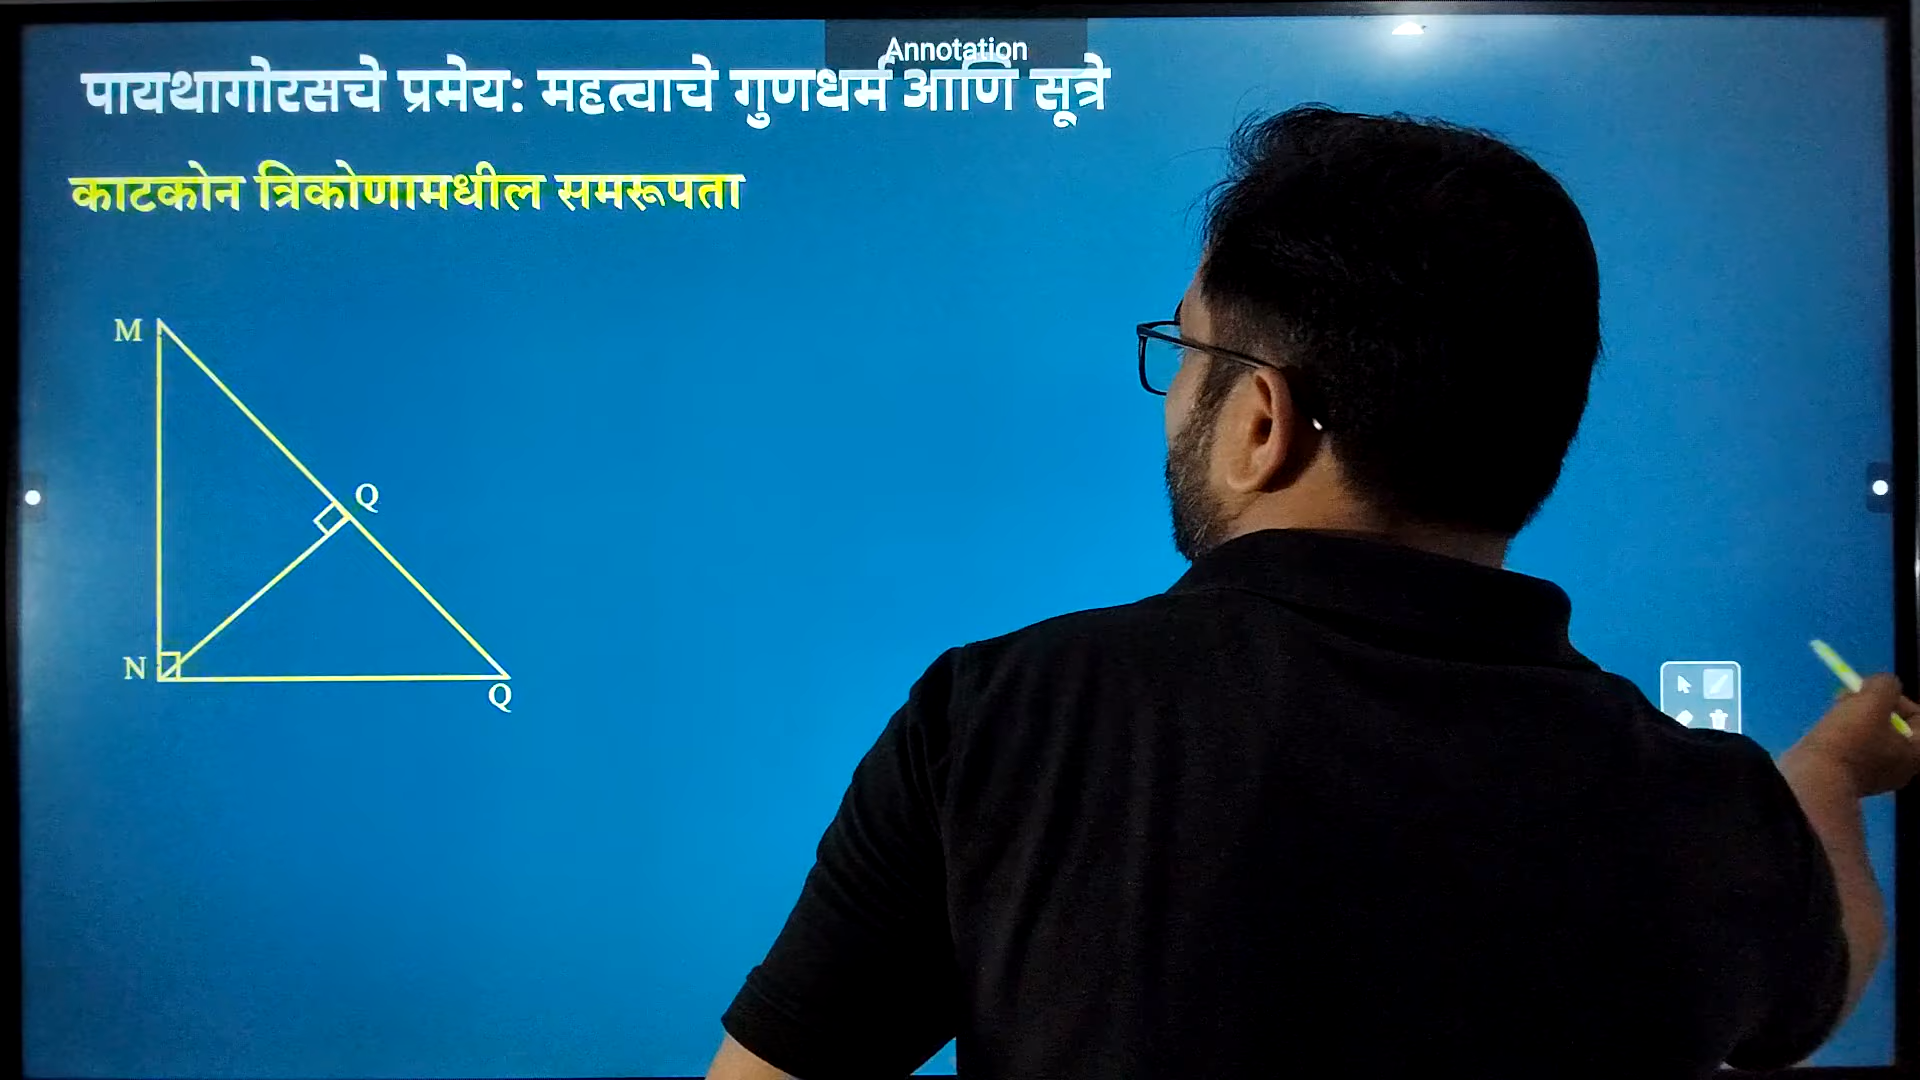 Annotation
पायथागोरसचे प्रमेय: महत्वाचे गुणधर्म आणि सूत्रे
काटकोन त्रिकोणामधील समरूपता
M
Q
N
Q